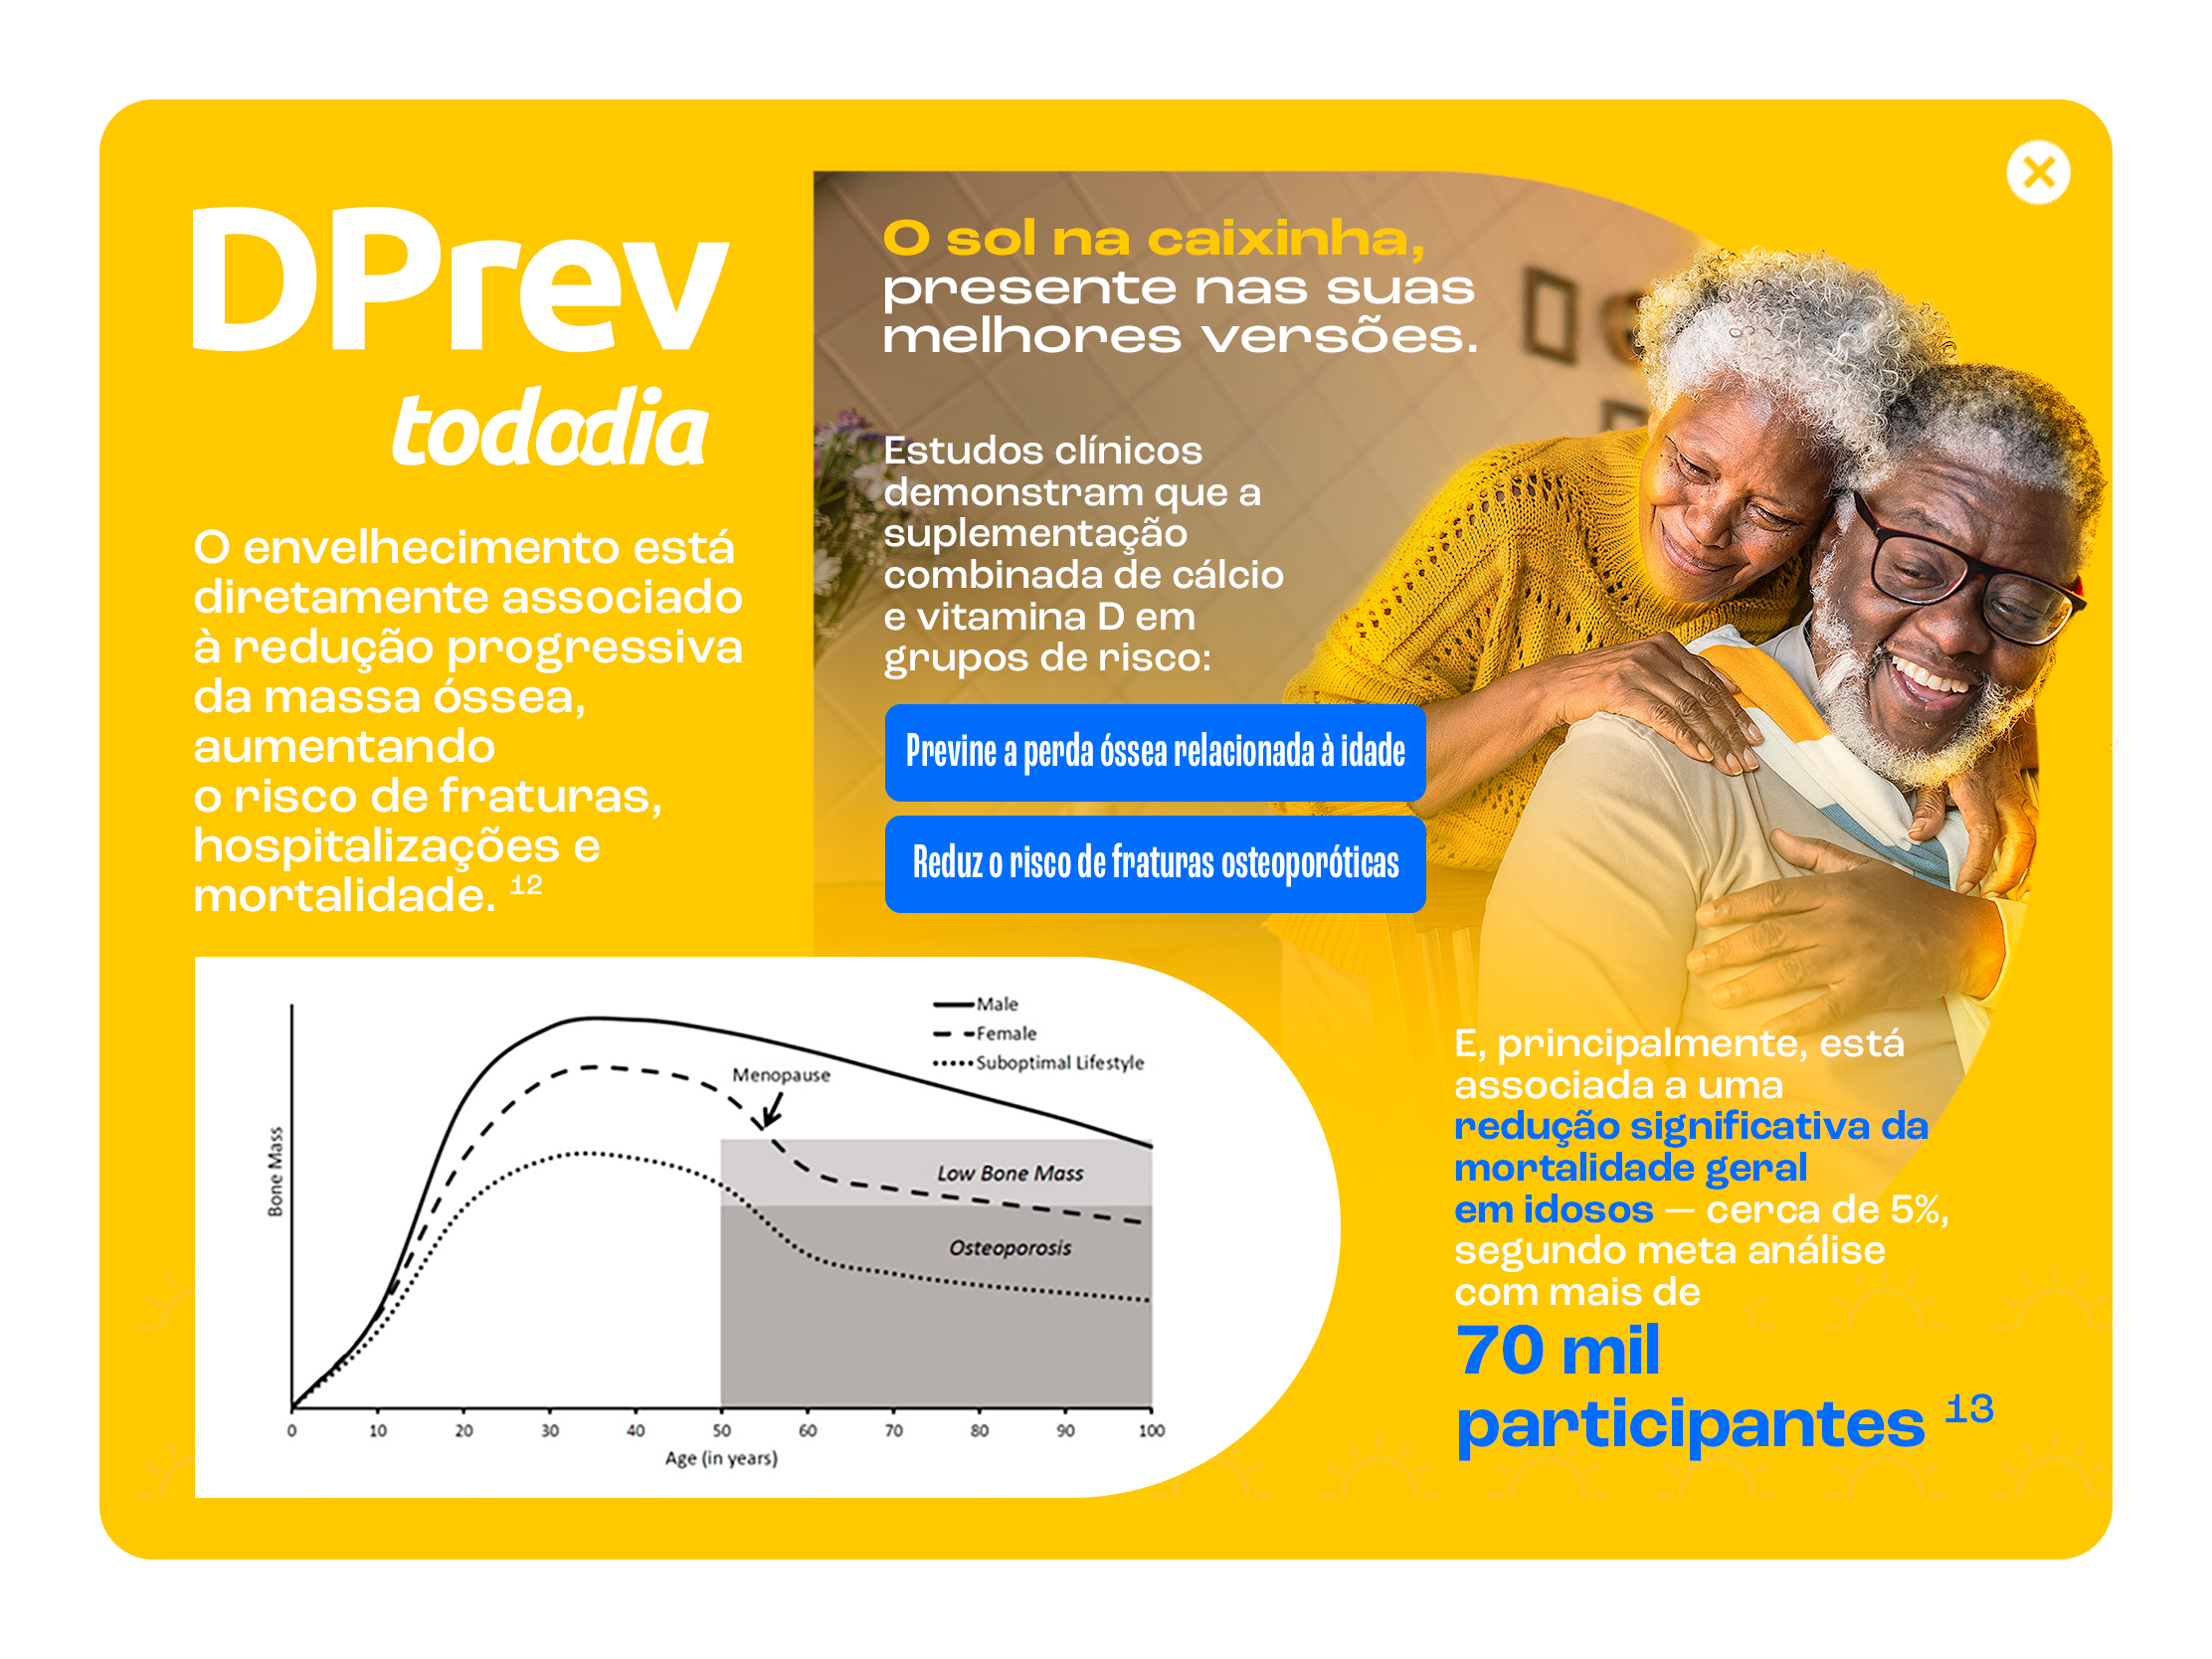 DPrev
todo dia
O envelhecimento está
diretamente associado
à redução progressiva
da massa óssea,
aumentando
o risco de fraturas,
hospitalizações e
mortalidade. 12
O sol na caixinha,
presente nas suas
melhores versões.
Estudos clínicos
demonstram que a
suplementação
combinada de cálcio
e vitamina D em
grupos de risco:
Previne a perda óssea relacionada à idade
Reduz o risco de fraturas osteoporóticas
Male
Female
Suboptimal Lifestyle
Menopause
Low Bone Mass
Osteoporosis
Bone Mass
0 10 20 30 40 50 60 70 80 90 100
Age (in years)
E, principalmente, está
associada a uma
redução significativa da
mortalidade geral
em idosos — cerca de 5%,
segundo meta análise
com mais de
70 mil
participantes 13